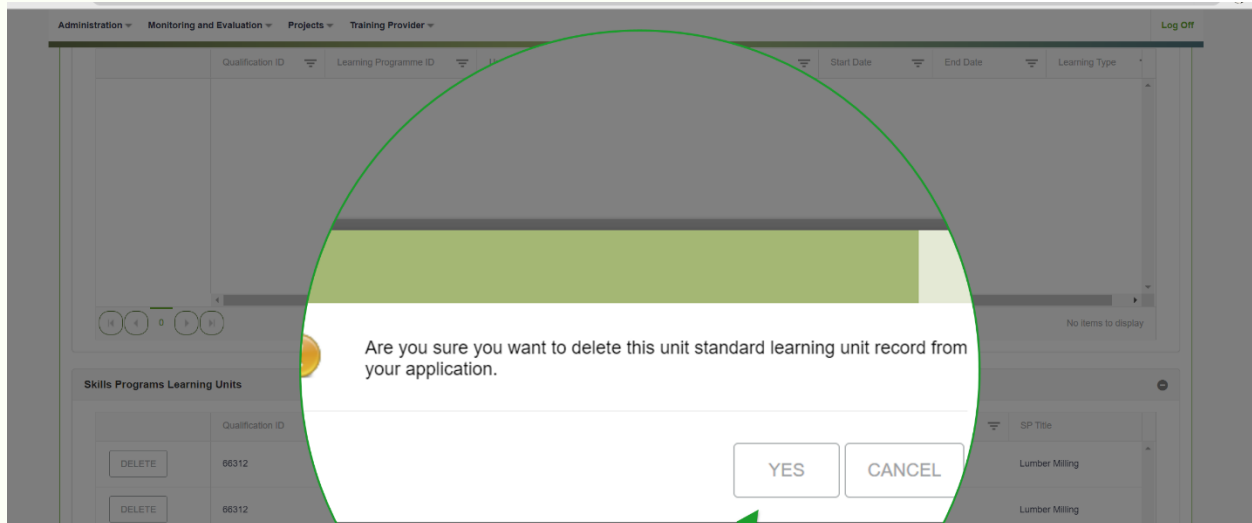 Administration Monitoring and Evaluation Projects Training Provider Log Off
Qualification ID Learning Programme ID Start Date End Date Learning Type
0 No items to display
Are you sure you want to delete this unit standard learning unit record from
your application.
Skills Programs Learning Units
Qualification ID SP Title
YES CANCEL
DELETE 66312 Lumber Milling
DELETE 66312 Lumber Milling